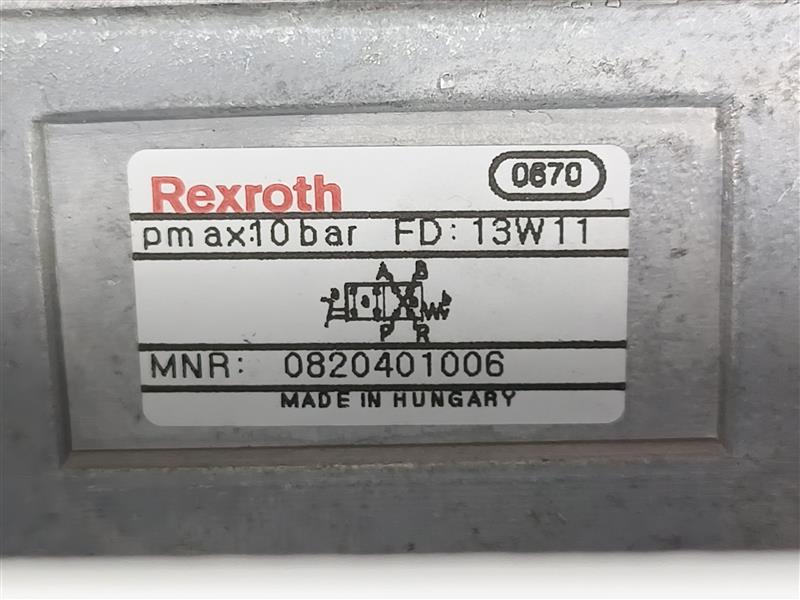 Rexroth 0670
pmax:10bar FD: 13W11
A B
a b
P R
MNR: 0820401006
MADE IN HUNGARY